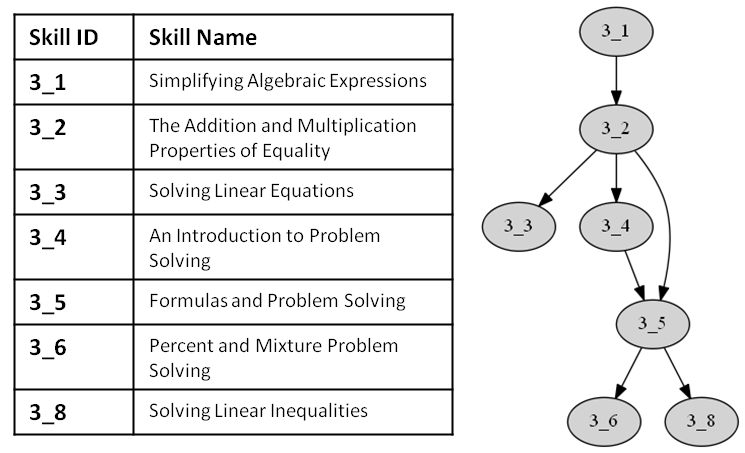 Skill ID Skill Name
3_1 Simplifying Algebraic Expressions
3_2 The Addition and Multiplication
Properties of Equality
3_3 Solving Linear Equations
3_4 An Introduction to Problem
Solving
3_5 Formulas and Problem Solving
3_6 Percent and Mixture Problem
Solving
3_8 Solving Linear Inequalities
3_1
3_2
3_3 3_4
3_5
3_6 3_8